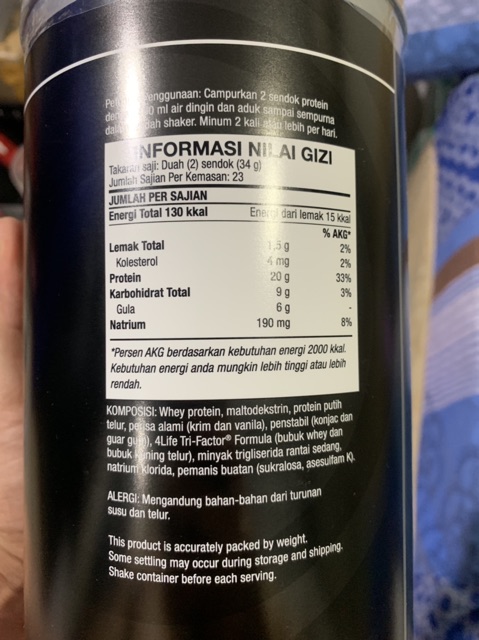 enggunaan: Campurkan 2 sendok protein
0 ml air dingin dan aduk sampai sempurna
dah shaker. Minum 2 kali lebih per hari.
INFORMASI NILAI GIZI
Takaran saji: Duah (2) sendok (34 g)
Jumlah Sajian Per Kemasan: 23
JUMLAH PER SAJIAN
Energi Total 130 kkal Energi dari lemak 15 kkal
% AKG*
Lemak Total 1.5 g 2%
Kolesterol mg 2%
Protein 20 g 33%
Karbohidrat Total 9 g 3%
Gula 6 g -
Natrium 190 mg 8%
*Persen AKG berdasarkan kebutuhan energi 2000 kkal.
Kebutuhan energi anda mungkin lebih tinggi atau lebih
rendah.
KOMPOSISI: Whey protein, maltodekstrin, protein putih
telur, perisa alami (krim dan vanila), penstabil (konjac dan
guar gum), 4Life Tri-Factor® Formula (bubuk whey dan
bubuk kuning telur), minyak trigliserida rantai sedang,
natrium klorida, pemanis buatan (sukralosa, asesulfam K).
ALERGI: Mengandung bahan-bahan dari turunan
susu dan telur.
This product is accurately packed by weight.
Some settling may occur during storage and shipping.
Shake container before each serving.